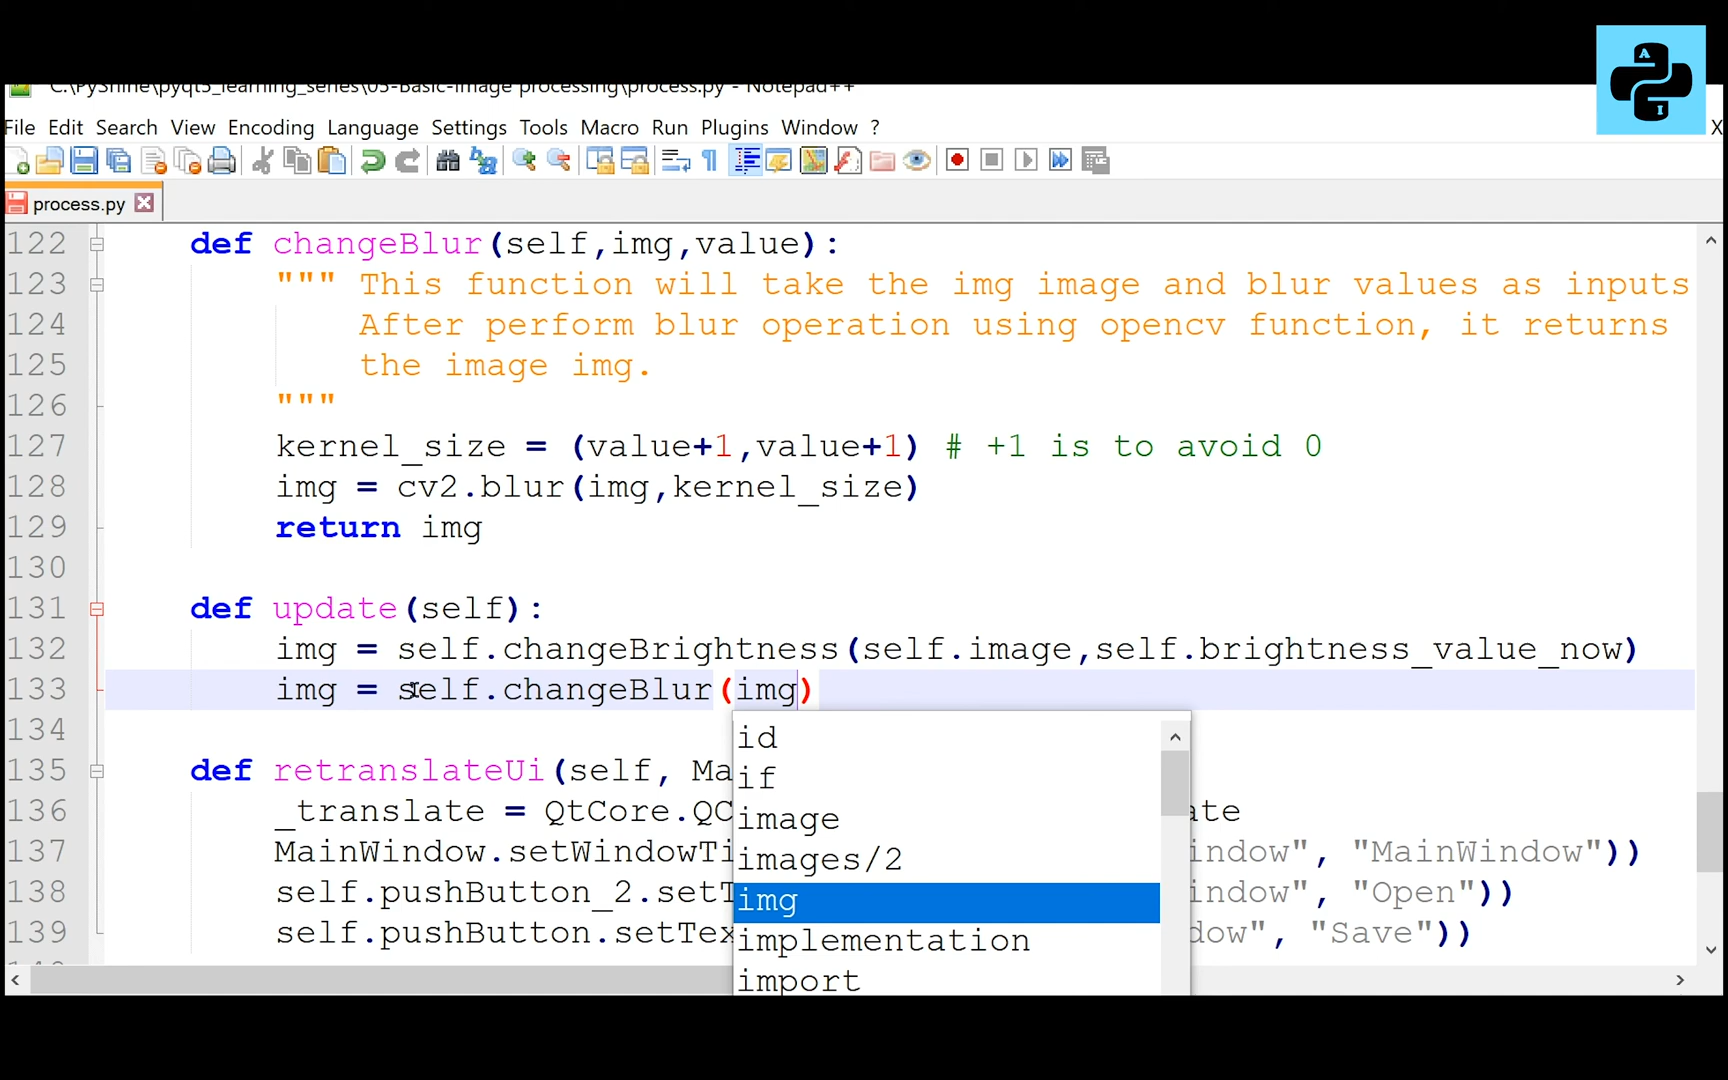 C:\PyShine\pyqt5_learning_series\05-Basic-image processing\process.py - Notepad++
File Edit Search View Encoding Language Settings Tools Macro Run Plugins Window ? X
process.py
122 def changeBlur(self,img,value):
123 """ This function will take the img image and blur values as inputs
124 After perform blur operation using opencv function, it returns
125 the image img.
126 """
127 kernel_size = (value+1,value+1) # +1 is to avoid 0
128 img = cv2.blur(img,kernel_size)
129 return img
130
131 def update(self):
132 img = self.changeBrightness(self.image,self.brightness_value_now)
133 img = self.changeBlur(img)
134
135 def retranslateUi(self, Ma
136 _translate = QtCore.QC ate
137 MainWindow.setWindowTi indow", "MainWindow"))
138 self.pushButton_2.setT indow", "Open"))
139 self.pushButton.setTex dow", "Save"))
id
if
image
images/2
img
implementation
import
A
I